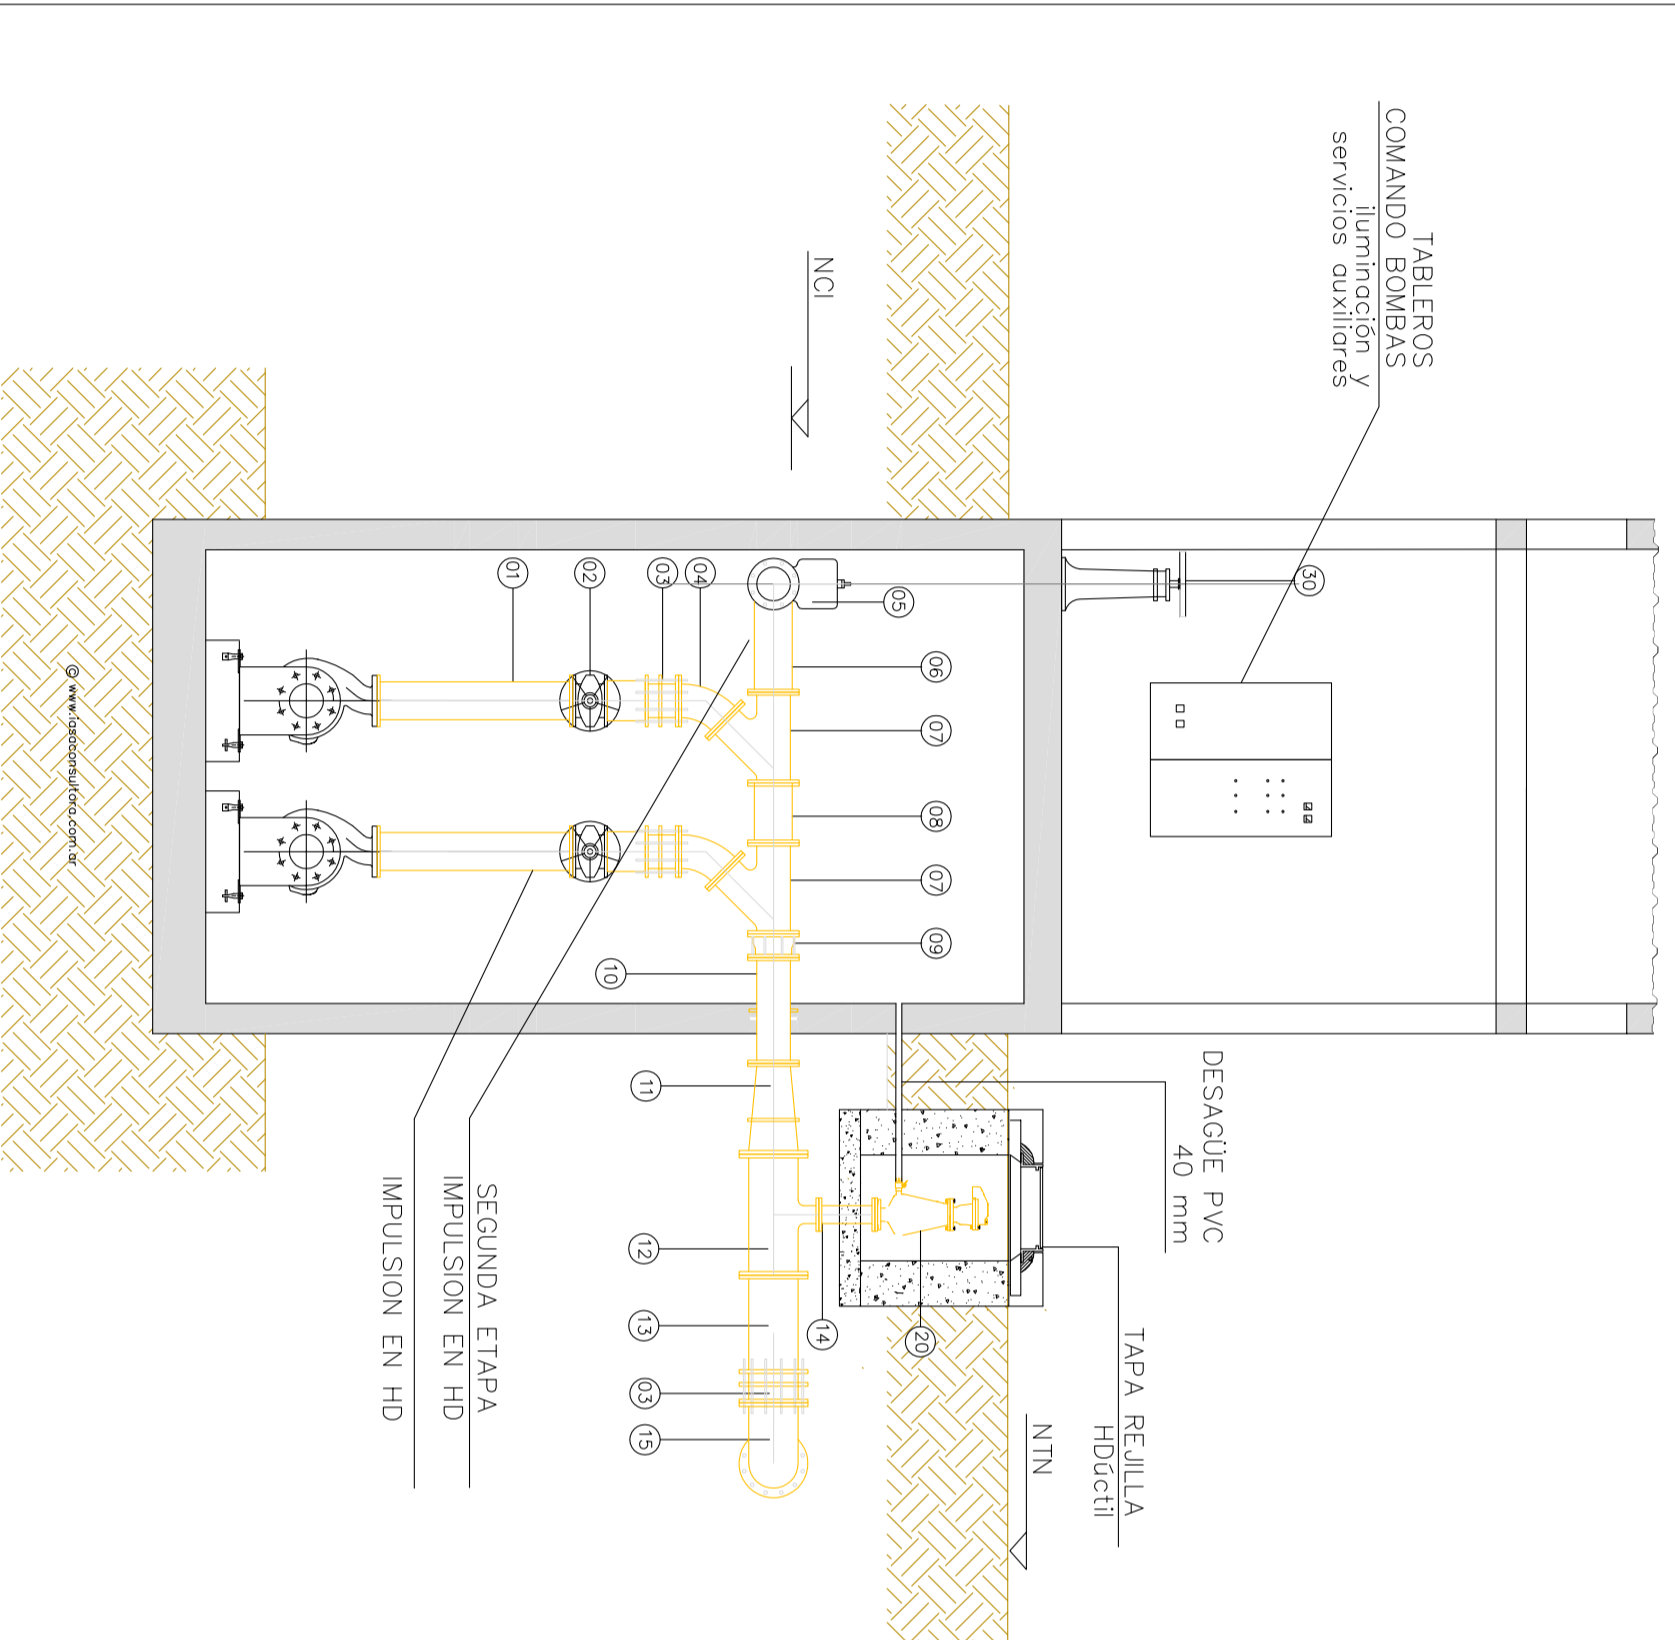 TABLEROS
COMANDO BOMBAS
iluminación y
servicios auxiliares
NCI
30
01
02
03
04
05
06
07
08
07
09
10
11
12
13
03
15
14
20
DESAGÜE PVC
40 mm
TAPA REJILLA
HDúctil
NTN
SEGUNDA ETAPA
IMPULSION EN HD
IMPULSION EN HD
© www.iasaconsultora.com.ar